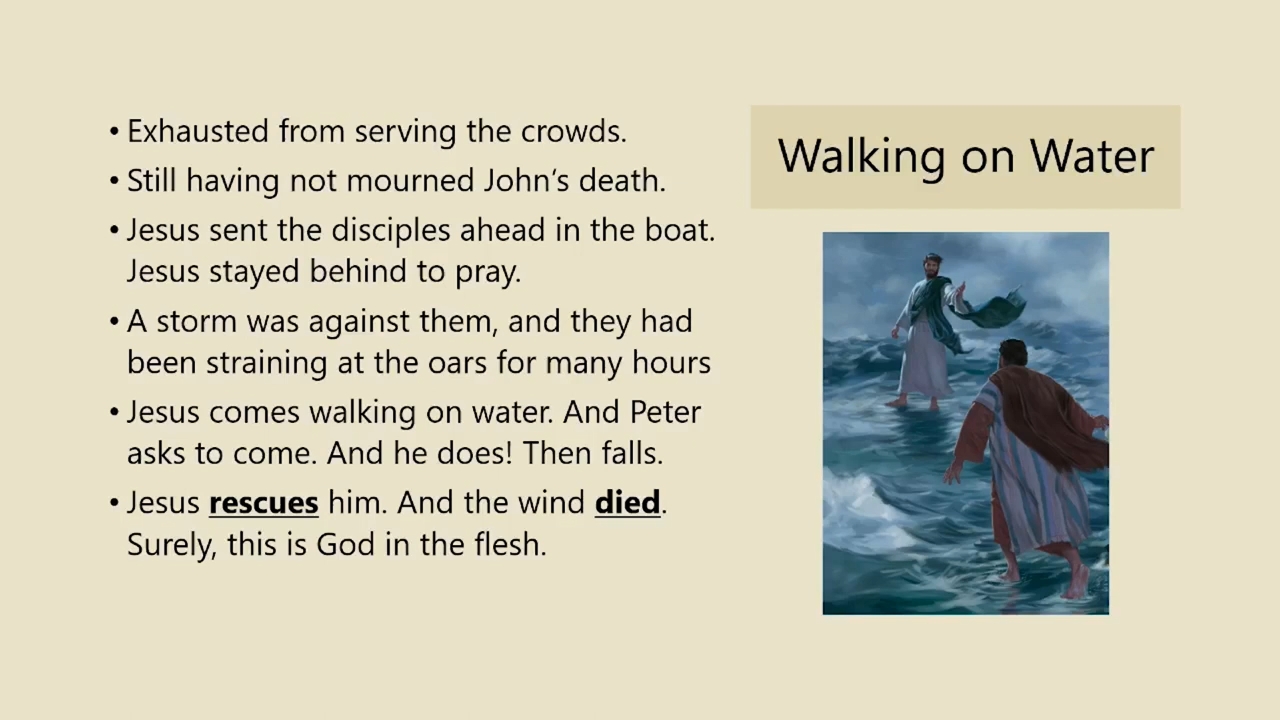 Walking on Water
• Exhausted from serving the crowds.
• Still having not mourned John’s death.
• Jesus sent the disciples ahead in the boat.
Jesus stayed behind to pray.
• A storm was against them, and they had
been straining at the oars for many hours
• Jesus comes walking on water. And Peter
asks to come. And he does! Then falls.
• Jesus rescues him. And the wind died.
Surely, this is God in the flesh.